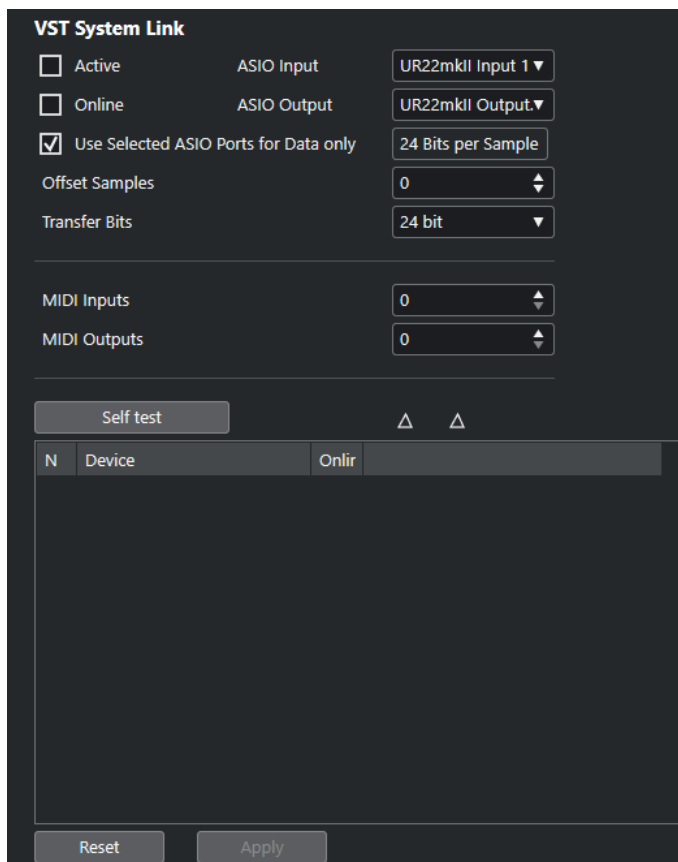 VST System Link
Active ASIO Input UR22mkII Input 1
Online ASIO Output UR22mkII Output.
Use Selected ASIO Ports for Data only 24 Bits per Sample
Offset Samples 0
Transfer Bits 24 bit
MIDI Inputs 0
MIDI Outputs 0
Self test
N Device Onlir
Reset Apply